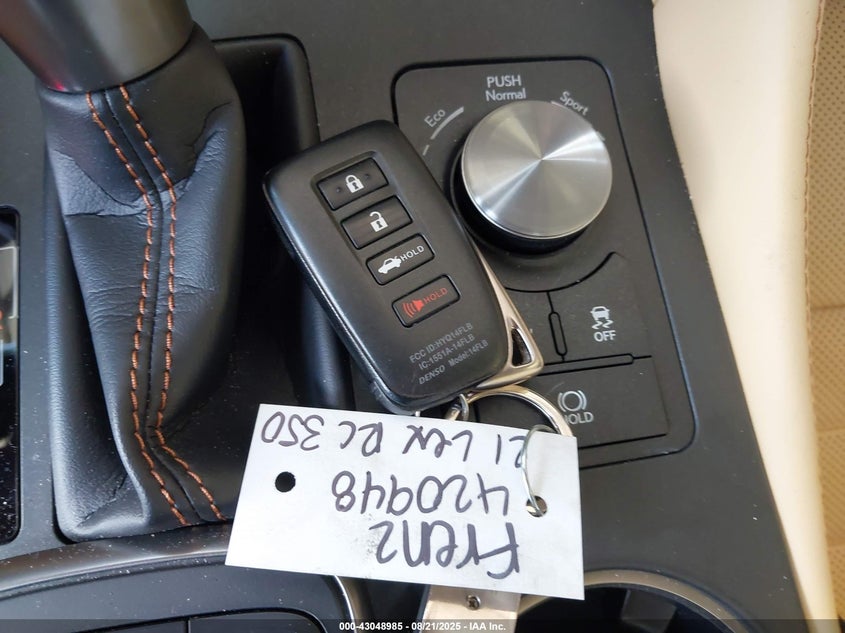 PUSH
Normal
Eco
Sport
HOLD
HOLD
FCC ID:HYQ14FLB
IC:1551A-14FLB
DENSO Model:14FLB
OFF
HOLD
Frenz
420948
21 Lex RC 350
000-43048985 - 08/21/2025 - IAA Inc.